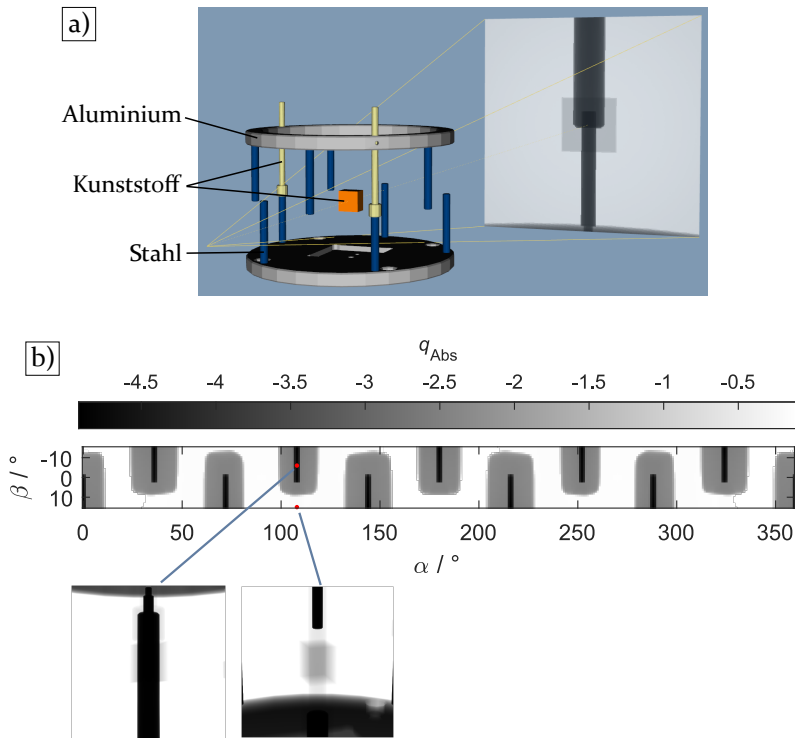 a)
Aluminium
Kunststoff
Stahl
b)
q_Abs
-4.5 -4 -3.5 -3 -2.5 -2 -1.5 -1 -0.5
-10
0
10
β / °
0 50 100 150 200 250 300 350
α / °